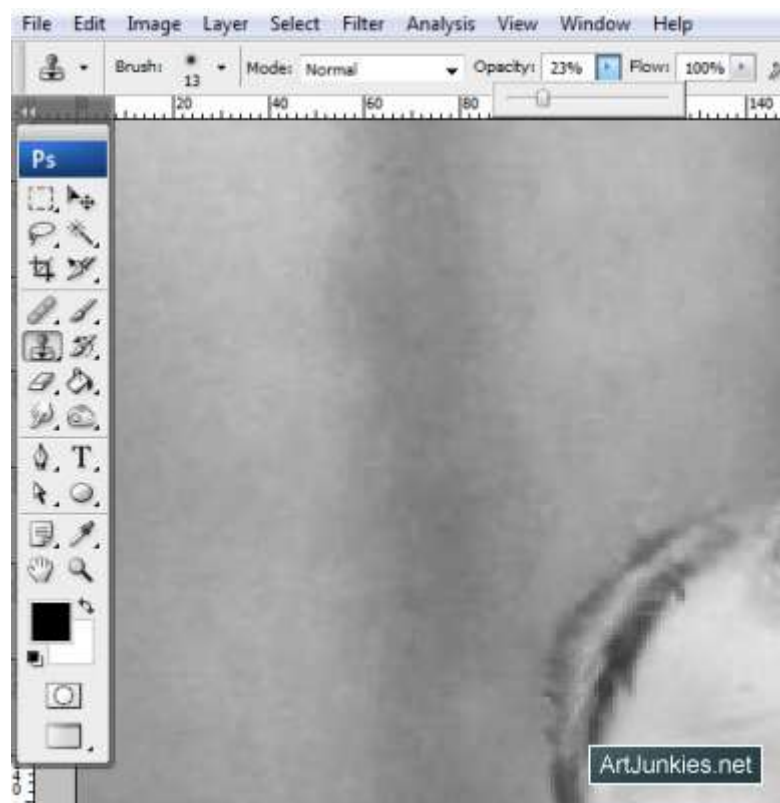 File Edit Image Layer Select Filter Analysis View Window Help
Brush: 13 Mode: Normal Opacity: 23% Flow: 100%
20 40 60 80 140
Ps
T
ArtJunkies.net